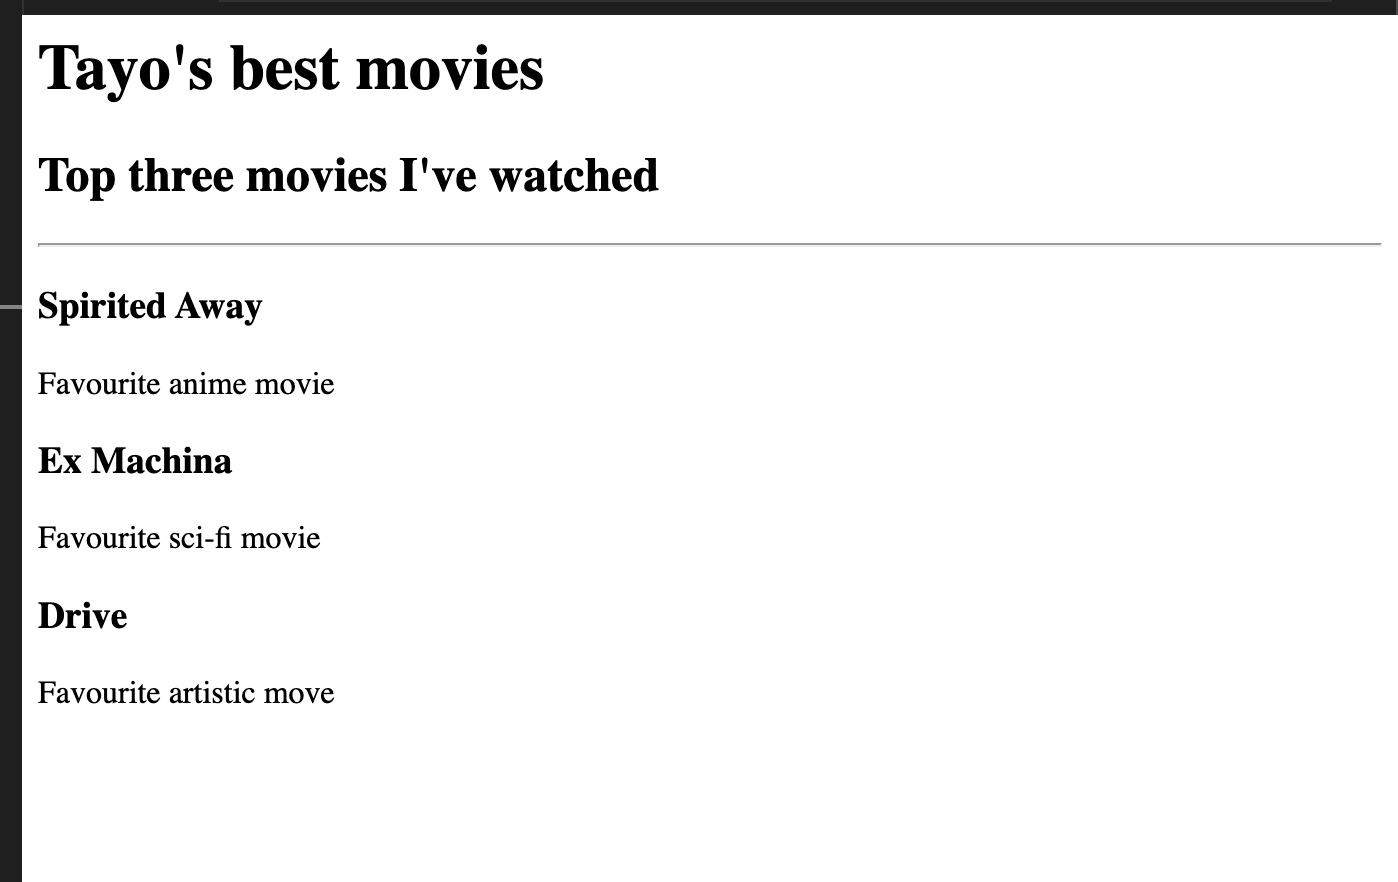 Tayo's best movies
Top three movies I've watched
Spirited Away
Favourite anime movie
Ex Machina
Favourite sci-fi movie
Drive
Favourite artistic move